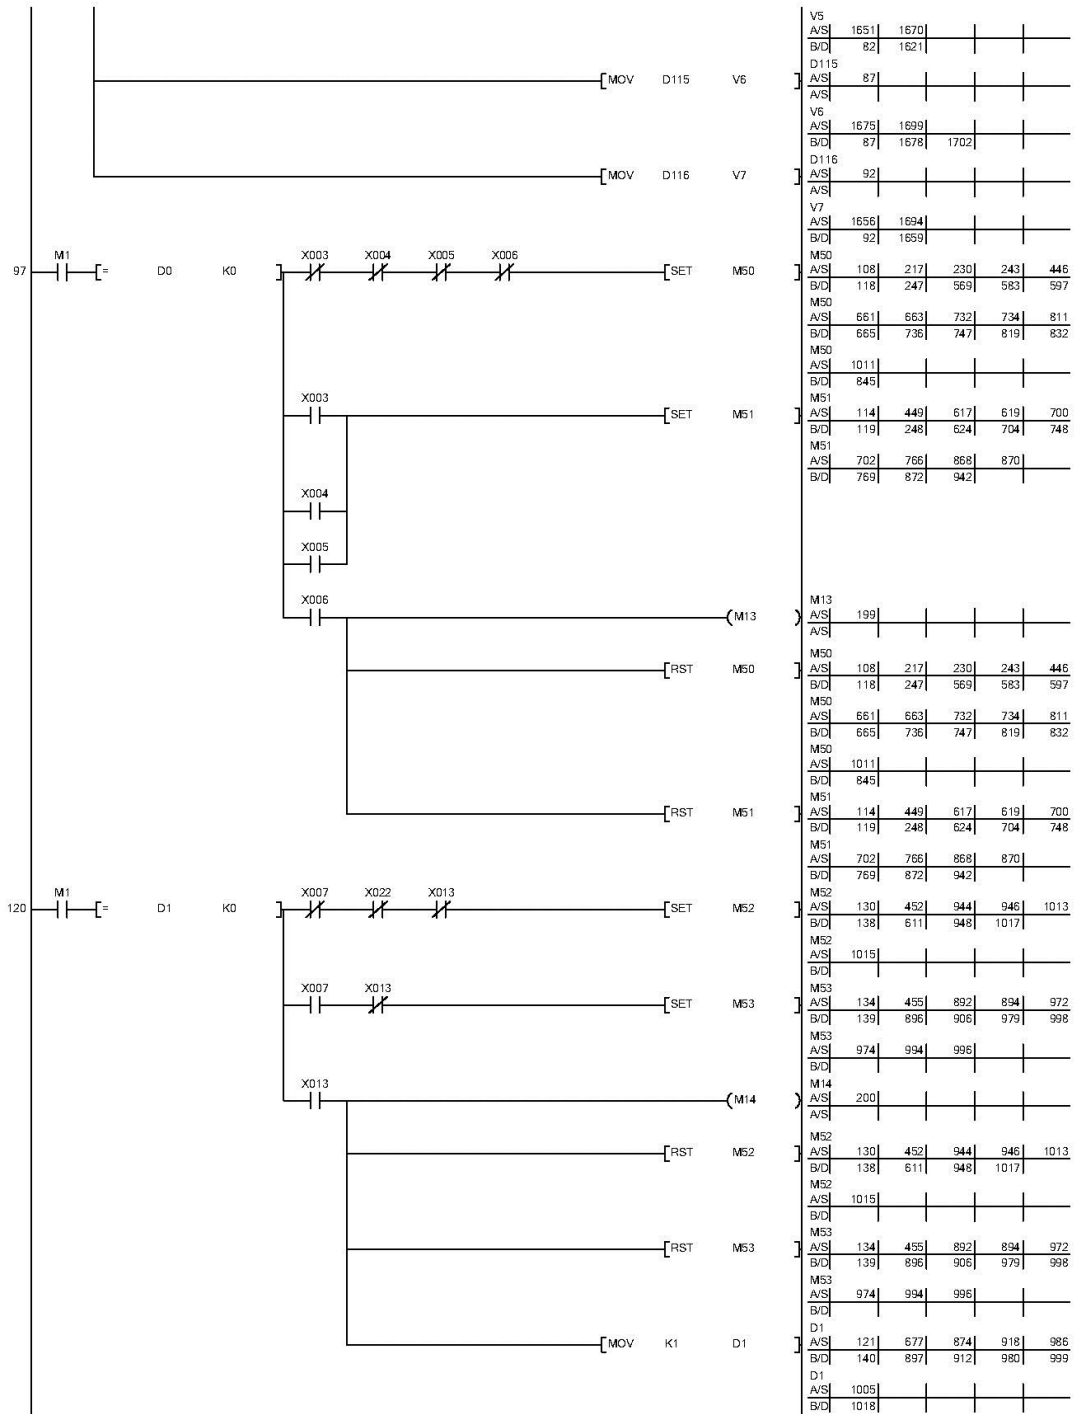 V5
A/S 1651 1670
B/D 82 1621
D115
[MOV D115 V6 ] A/S 87
A/S
V6
A/S 1675 1699
B/D 87 1678 1702
D116
[MOV D116 V7 ] A/S 92
A/S
V7
A/S 1656 1694
B/D 92 1659
M1 X003 X004 X005 X006 M50
97 [= D0 K0 ] [SET M50 ] A/S 108 217 230 243 446
B/D 118 247 569 583 597
M50
A/S 661 663 732 734 811
B/D 665 736 747 819 832
M50
A/S 1011
B/D 845
X003 M51
[SET M51 ] A/S 114 449 617 619 700
B/D 119 248 624 704 748
M51
A/S 702 766 868 870
B/D 769 872 942
X004
X005
X006 M13
(M13 ) A/S 199
A/S
M50
[RST M50 ] A/S 108 217 230 243 446
B/D 118 247 569 583 597
M50
A/S 661 663 732 734 811
B/D 665 736 747 819 832
M50
A/S 1011
B/D 845
M51
[RST M51 ] A/S 114 449 617 619 700
B/D 119 248 624 704 748
M51
A/S 702 766 868 870
B/D 769 872 942
M1 X007 X022 X013 M52
120 [= D1 K0 ] [SET M52 ] A/S 130 452 944 946 1013
B/D 138 611 948 1017
M52
A/S 1015
B/D
X007 X013 M53
[SET M53 ] A/S 134 455 892 894 972
B/D 139 896 906 979 998
M53
A/S 974 994 996
B/D
X013 M14
(M14 ) A/S 200
A/S
M52
[RST M52 ] A/S 130 452 944 946 1013
B/D 138 611 948 1017
M52
A/S 1015
B/D
M53
[RST M53 ] A/S 134 455 892 894 972
B/D 139 896 906 979 998
M53
A/S 974 994 996
B/D
D1
[MOV K1 D1 ] A/S 121 677 874 918 986
B/D 140 897 912 980 999
D1
A/S 1005
B/D 1018